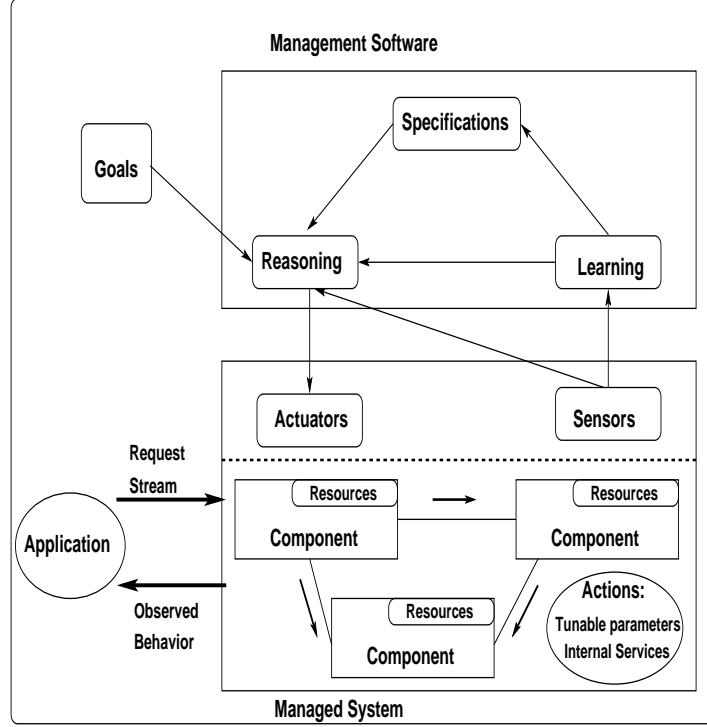 Management Software
Specifications
Goals
Reasoning
Learning
Actuators
Sensors
Request
Stream
Resources
Resources
Component
Component
Application
Observed
Behavior
Resources
Component
Actions:
Tunable parameters
Internal Services
Managed System